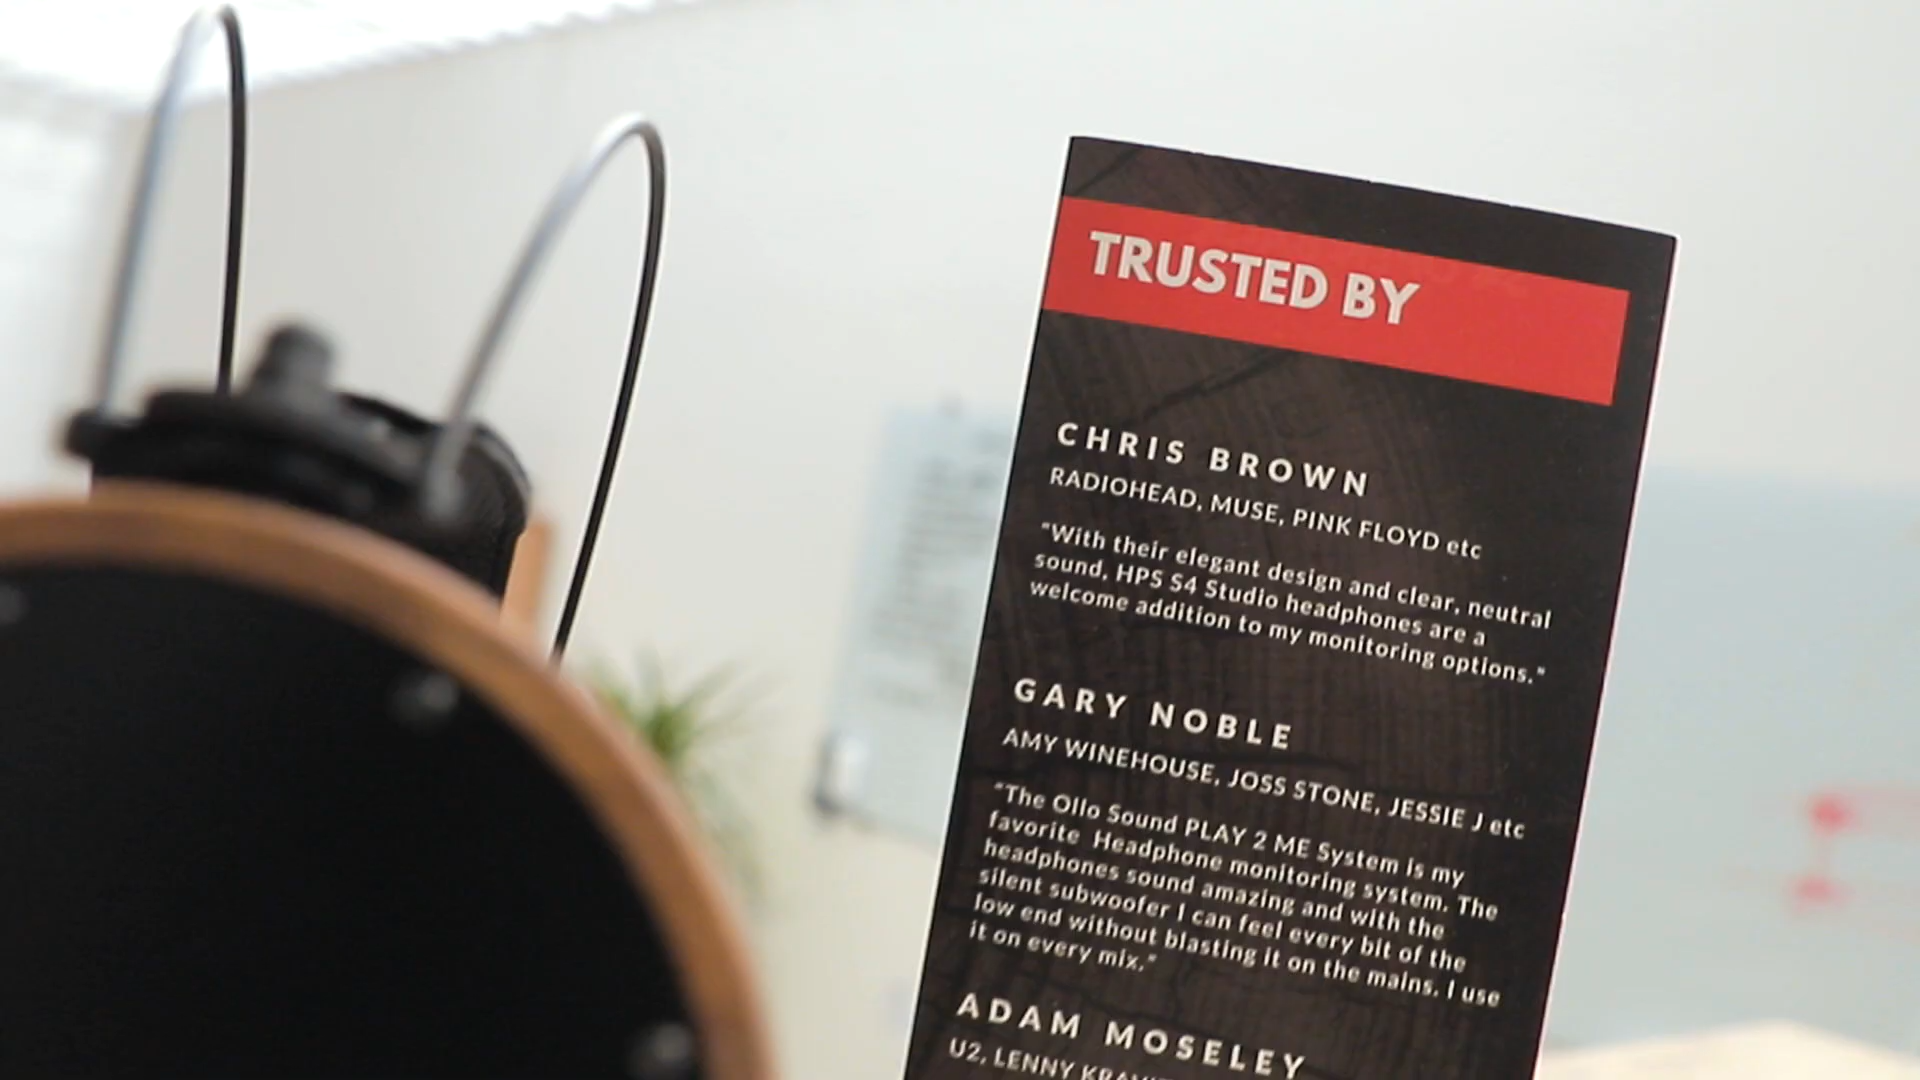 TRUSTED BY
CHRIS BROWN
RADIOHEAD, MUSE, PINK FLOYD etc
"With their elegant design and clear, neutral
sound, HPS S4 Studio headphones are a
welcome addition to my monitoring options."
GARY NOBLE
AMY WINEHOUSE, JOSS STONE, JESSIE J etc
"The Ollo Sound PLAY 2 ME System is my
favorite Headphone monitoring system. The
headphones sound amazing and with the
silent subwoofer I can feel every bit of the
low end without blasting it on the mains. I use
it on every mix."
ADAM MOSELEY
U2, LENNY